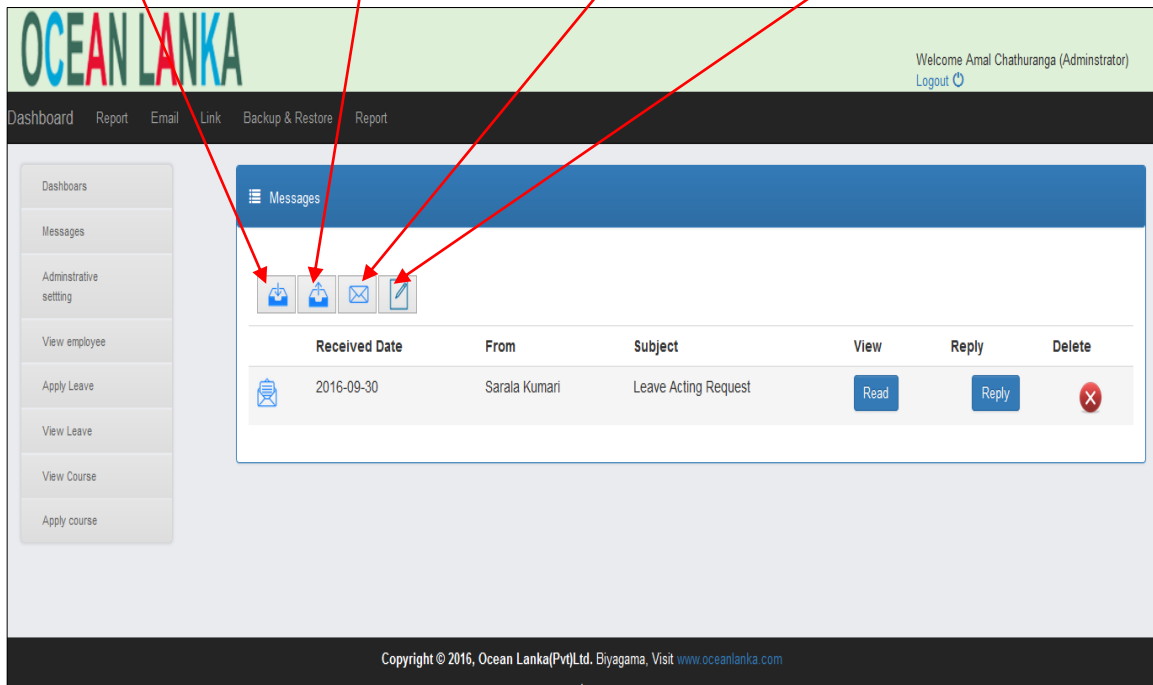 OCEAN LANKA
Welcome Amal Chathuranga (Adminstrator)
Logout
Dashboard Report Email Link Backup & Restore Report
Dashboars
Messages
Adminstrative
settting
View employee
Apply Leave
View Leave
View Course
Apply course
Messages
Received Date From Subject View Reply Delete
2016-09-30 Sarala Kumari Leave Acting Request Read Reply
Copyright © 2016, Ocean Lanka(Pvt)Ltd. Biyagama, Visit www.oceanlanka.com